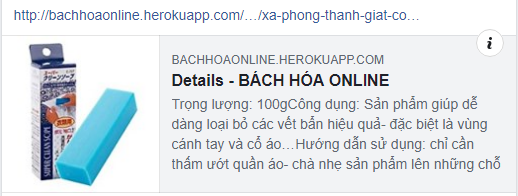 http://bachhoaonline.herokuapp.com/…/xa-phong-thanh-giat-co…
i
BACHHOAONLINE.HEROKUAPP.COM
Details - BÁCH HÓA ONLINE
Trọng lượng: 100gCông dụng: Sản phẩm giúp dễ
dàng loại bỏ các vết bẩn hiệu quả- đặc biệt là vùng
cánh tay và cổ áo…Hướng dẫn sử dụng: chỉ cần
thấm ướt quần áo- chà nhẹ sản phẩm lên những chỗ